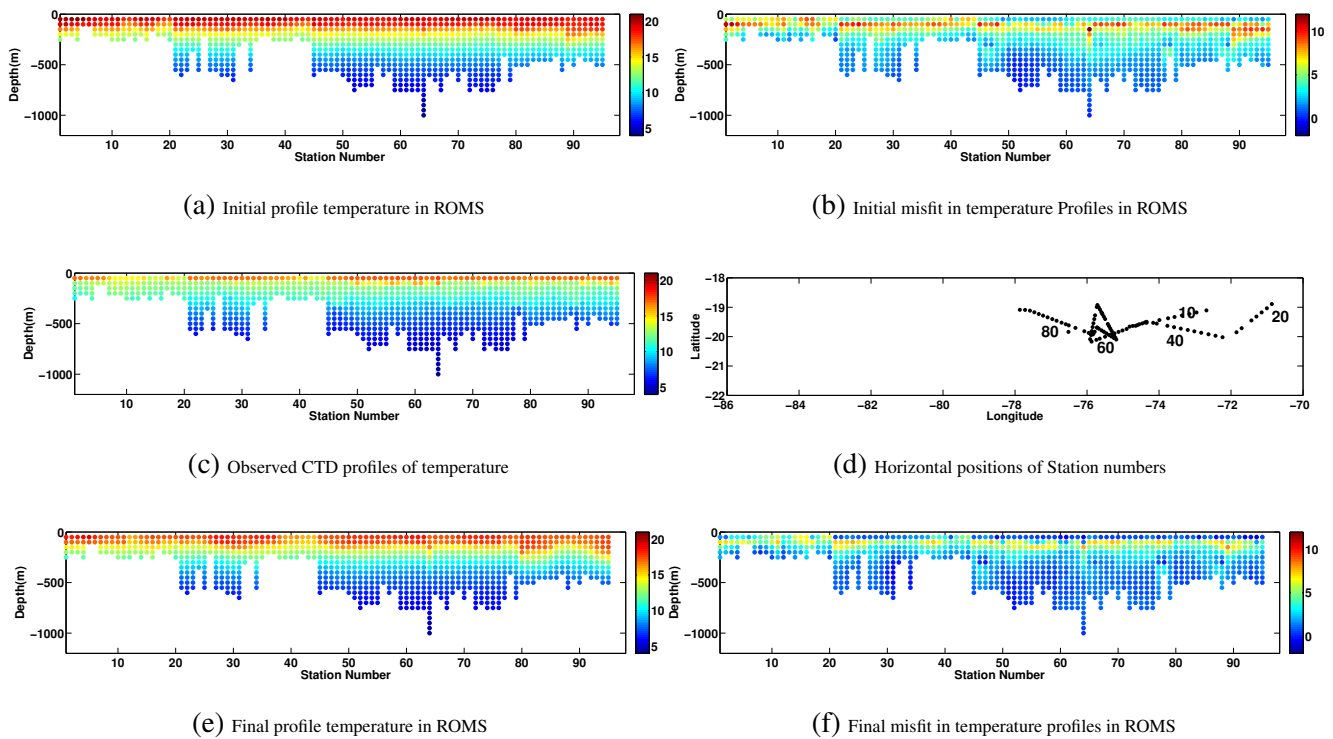 0
−500
−1000
Depth(m)
10 20 30 40 50 60 70 80 90
Station Number
20
15
10
5
(a) Initial profile temperature in ROMS
0
−500
−1000
Depth(m)
10 20 30 40 50 60 70 80 90
Station Number
10
5
0
(b) Initial misfit in temperature Profiles in ROMS
0
−500
−1000
Depth(m)
10 20 30 40 50 60 70 80 90
Station Number
20
15
10
5
(c) Observed CTD profiles of temperature
−18
−19
−20
−21
−22
Latitude
−86 −84 −82 −80 −78 −76 −74 −72 −70
Longitude
80
60
10
40
20
(d) Horizontal positions of Station numbers
0
−500
−1000
Depth(m)
10 20 30 40 50 60 70 80 90
Station Number
20
15
10
5
(e) Final profile temperature in ROMS
0
−500
−1000
Depth(m)
10 20 30 40 50 60 70 80 90
Station Number
10
5
0
(f) Final misfit in temperature profiles in ROMS